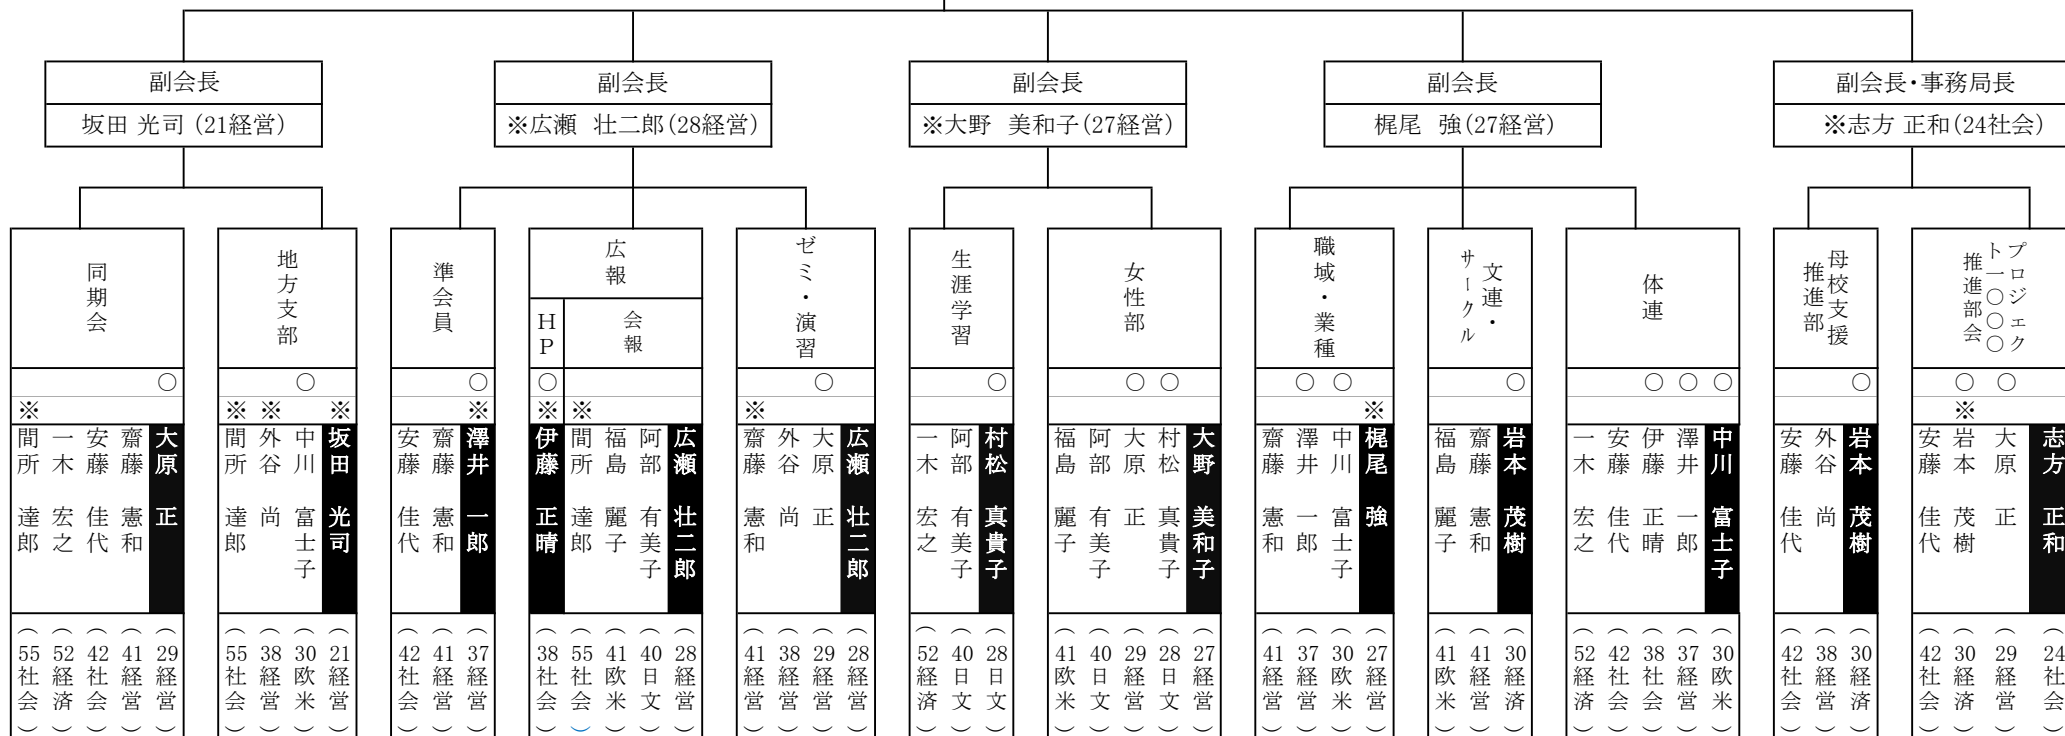 副会長
坂田 光司 (21経営)
副会長
※広瀬 壮二郎(28経営)
副会長
※大野 美和子(27経営)
副会長
梶尾 強(27経営)
副会長・事務局長
※志方 正和(24社会)
同期会
○
※
大原 正(29経営)
齋藤 憲和(41経営)
安藤 佳代(42社会)
一木 宏之(52経済)
間所 達郎(55社会)
地方支部
○
※ ※ ※
坂田 光司(21経営)
中川 富士子(30欧米)
外谷 尚(38経営)
間所 達郎(55社会)
準会員
○
※
澤井 一郎(37経営)
齋藤 憲和(41経営)
安藤 佳代(42社会)
広報
会報
HP
○
※ ※
広瀬 壮二郎(28経営)
阿部 有美子(40日文)
福島 麗子(41欧米)
間所 達郎(55社会)
伊藤 正晴(38社会)
ゼミ・演習
○
※
広瀬 壮二郎(28経営)
大原 正(29経営)
外谷 尚(38経営)
齋藤 憲和(41経営)
生涯学習
○
村松 真貴子(28日文)
阿部 有美子(40日文)
一木 宏之(52経済)
女性部
○ ○
大野 美和子(27経営)
村松 真貴子(28日文)
大原 正(29経営)
阿部 有美子(40日文)
福島 麗子(41欧米)
職域・業種
○ ○
※
梶尾 強(27経営)
中川 富士子(30欧米)
澤井 一郎(37経営)
齋藤 憲和(41経営)
文連・
サークル
○
岩本 茂樹(30経済)
齋藤 憲和(41経営)
福島 麗子(41欧米)
体連
○ ○ ○
中川 富士子(30欧米)
澤井 一郎(37経営)
伊藤 正晴(38社会)
安藤 佳代(42社会)
一木 宏之(52経済)
母校支援
推進部
○
岩本 茂樹(30経済)
外谷 尚(38経営)
安藤 佳代(42社会)
プロジェク
ト一〇〇〇
推進部会
○ ○
※
志方 正和(24社会)
大原 正(29経営)
岩本 茂樹(30経済)
安藤 佳代(42社会)